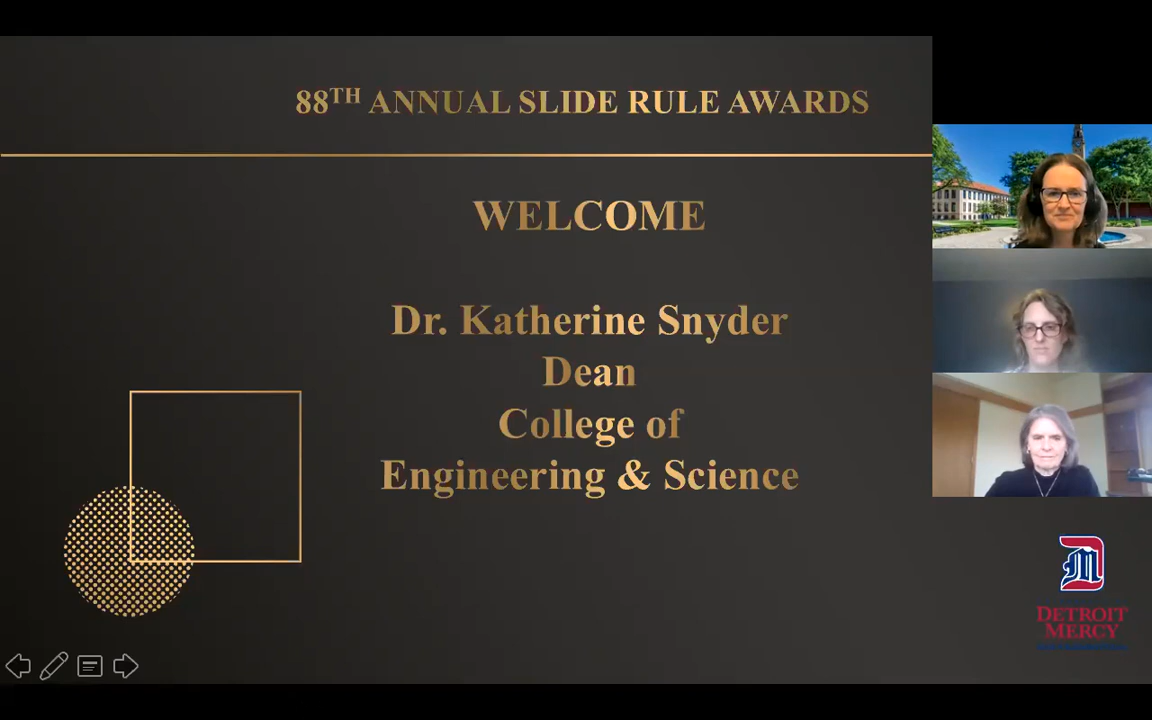 88TH ANNUAL SLIDE RULE AWARDS
WELCOME
Dr. Katherine Snyder
Dean
College of
Engineering & Science
DETROIT
MERCY